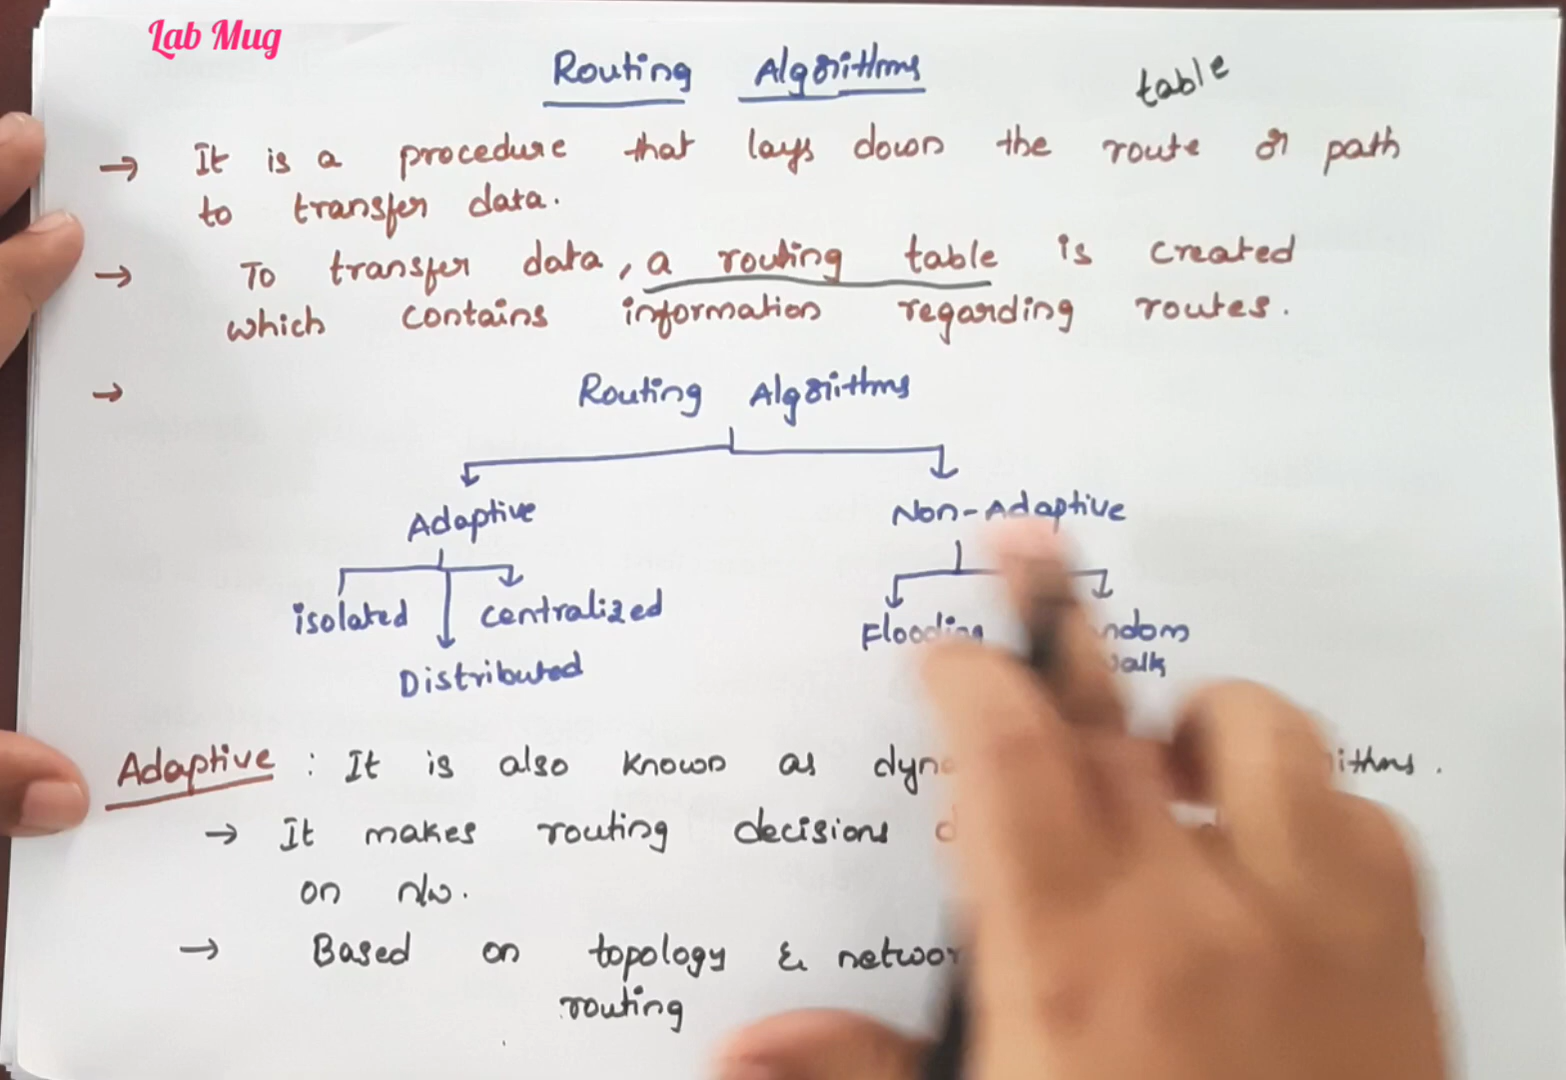 Lab Mug
Routing Algorithms
table
→ It is a procedure that lays down the route or path
to transfer data.
→ To transfer data, a routing table is created
which contains information regarding routes.
→ Routing Algorithms
Adaptive Non-Adaptive
isolated centralized
Distributed
Flooding
Adaptive : It is also known as
→ It makes routing decisions
on n/w.
→ Based on topology &
routing